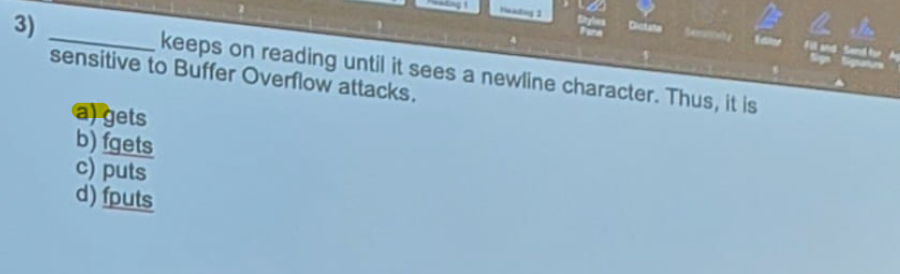 Heading 1
Heading 2
Styles
Pane
Dictate
Sensitivity
Editor
Fill and
Sign
Send for
Signature
3) ________ keeps on reading until it sees a newline character. Thus, it is
sensitive to Buffer Overflow attacks.
a) gets
b) fgets
c) puts
d) fputs